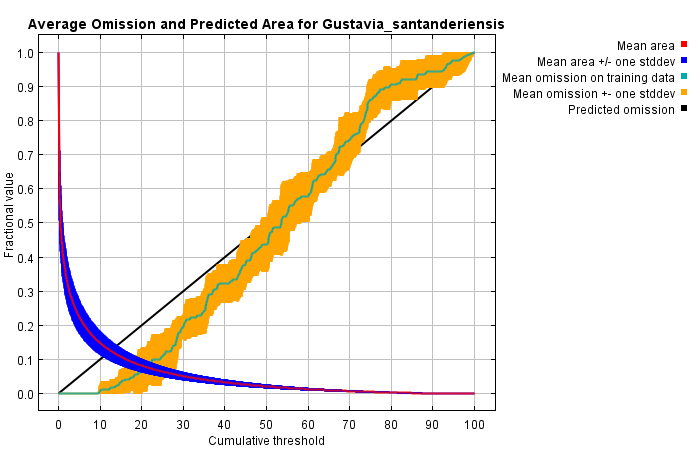 Average Omission and Predicted Area for Gustavia_santanderiensis
Mean area
Mean area +/- one stddev
Mean omission on training data
Mean omission +- one stddev
Predicted omission
Fractional value
1.0
0.9
0.8
0.7
0.6
0.5
0.4
0.3
0.2
0.1
0.0
0 10 20 30 40 50 60 70 80 90 100
Cumulative threshold